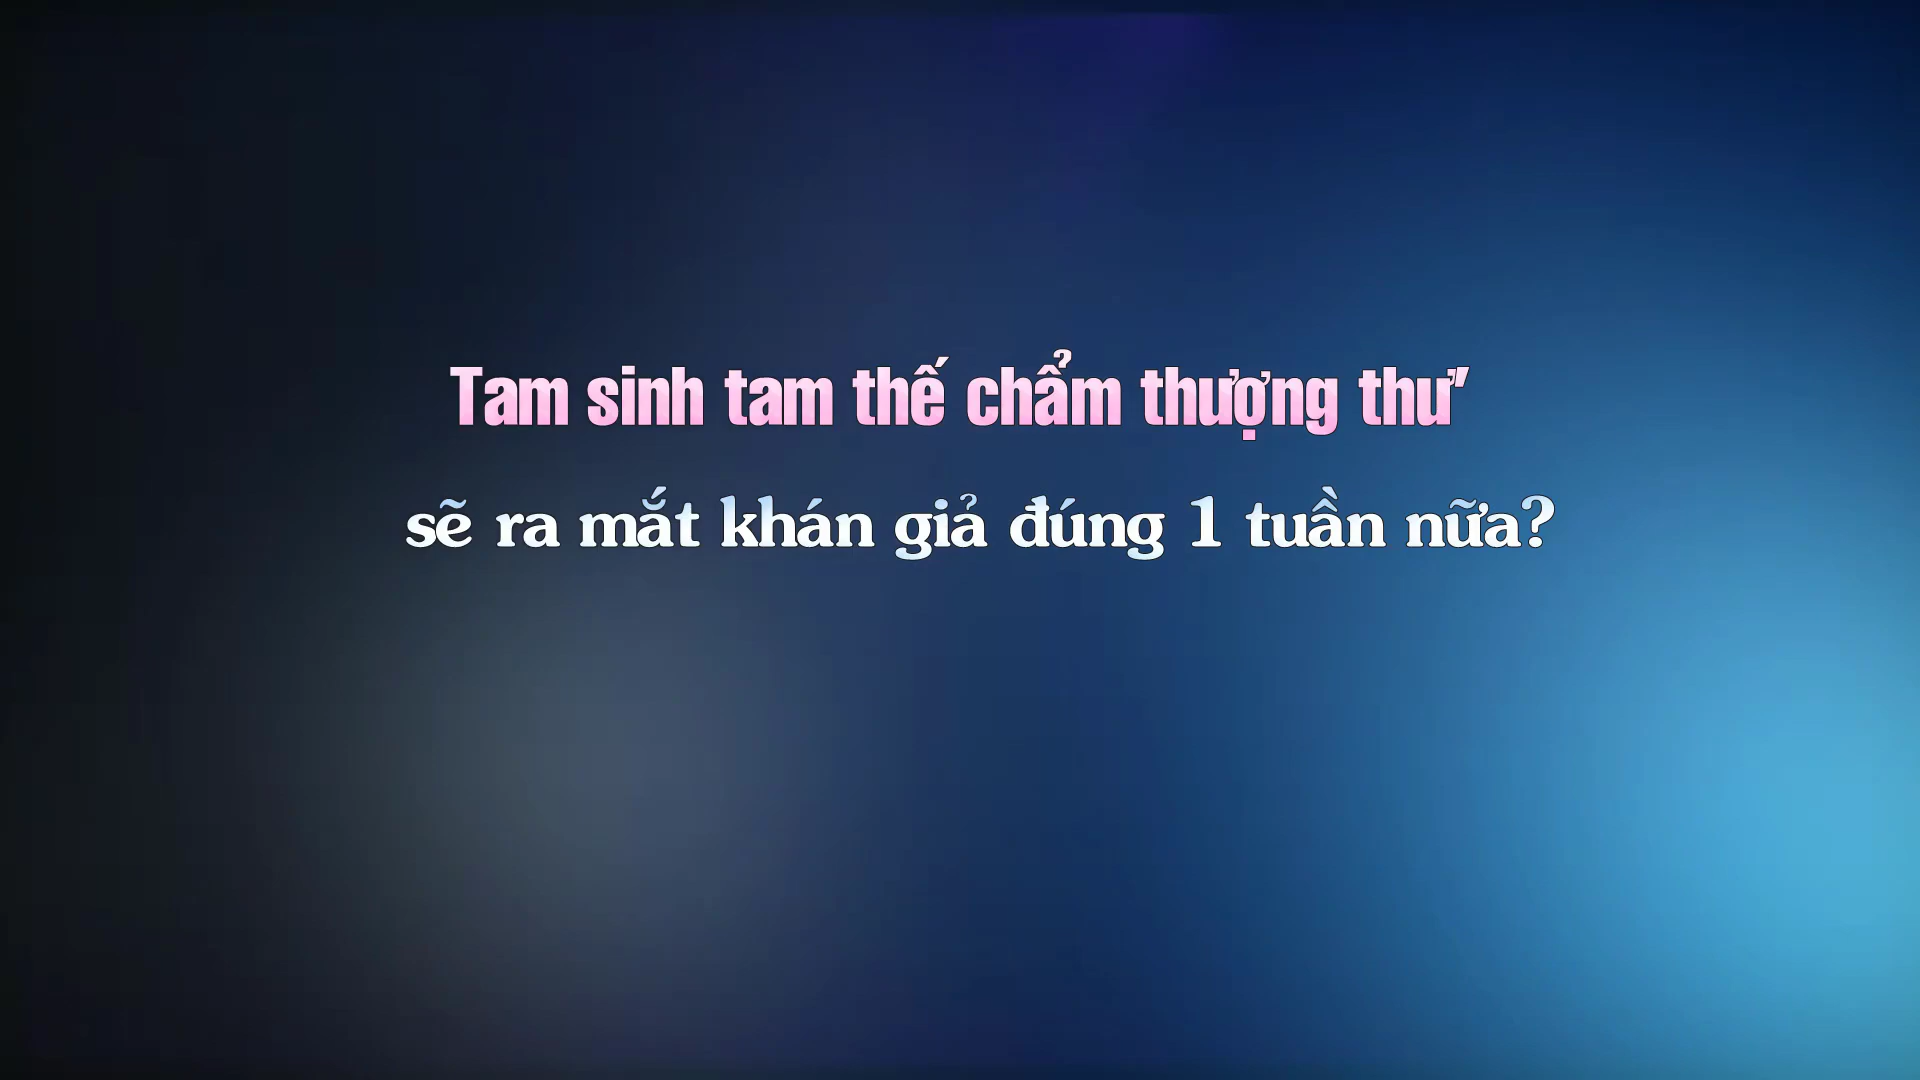 Tam sinh tam thế chẩm thượng thư"
sẽ ra mắt khán giả đúng 1 tuần nữa?